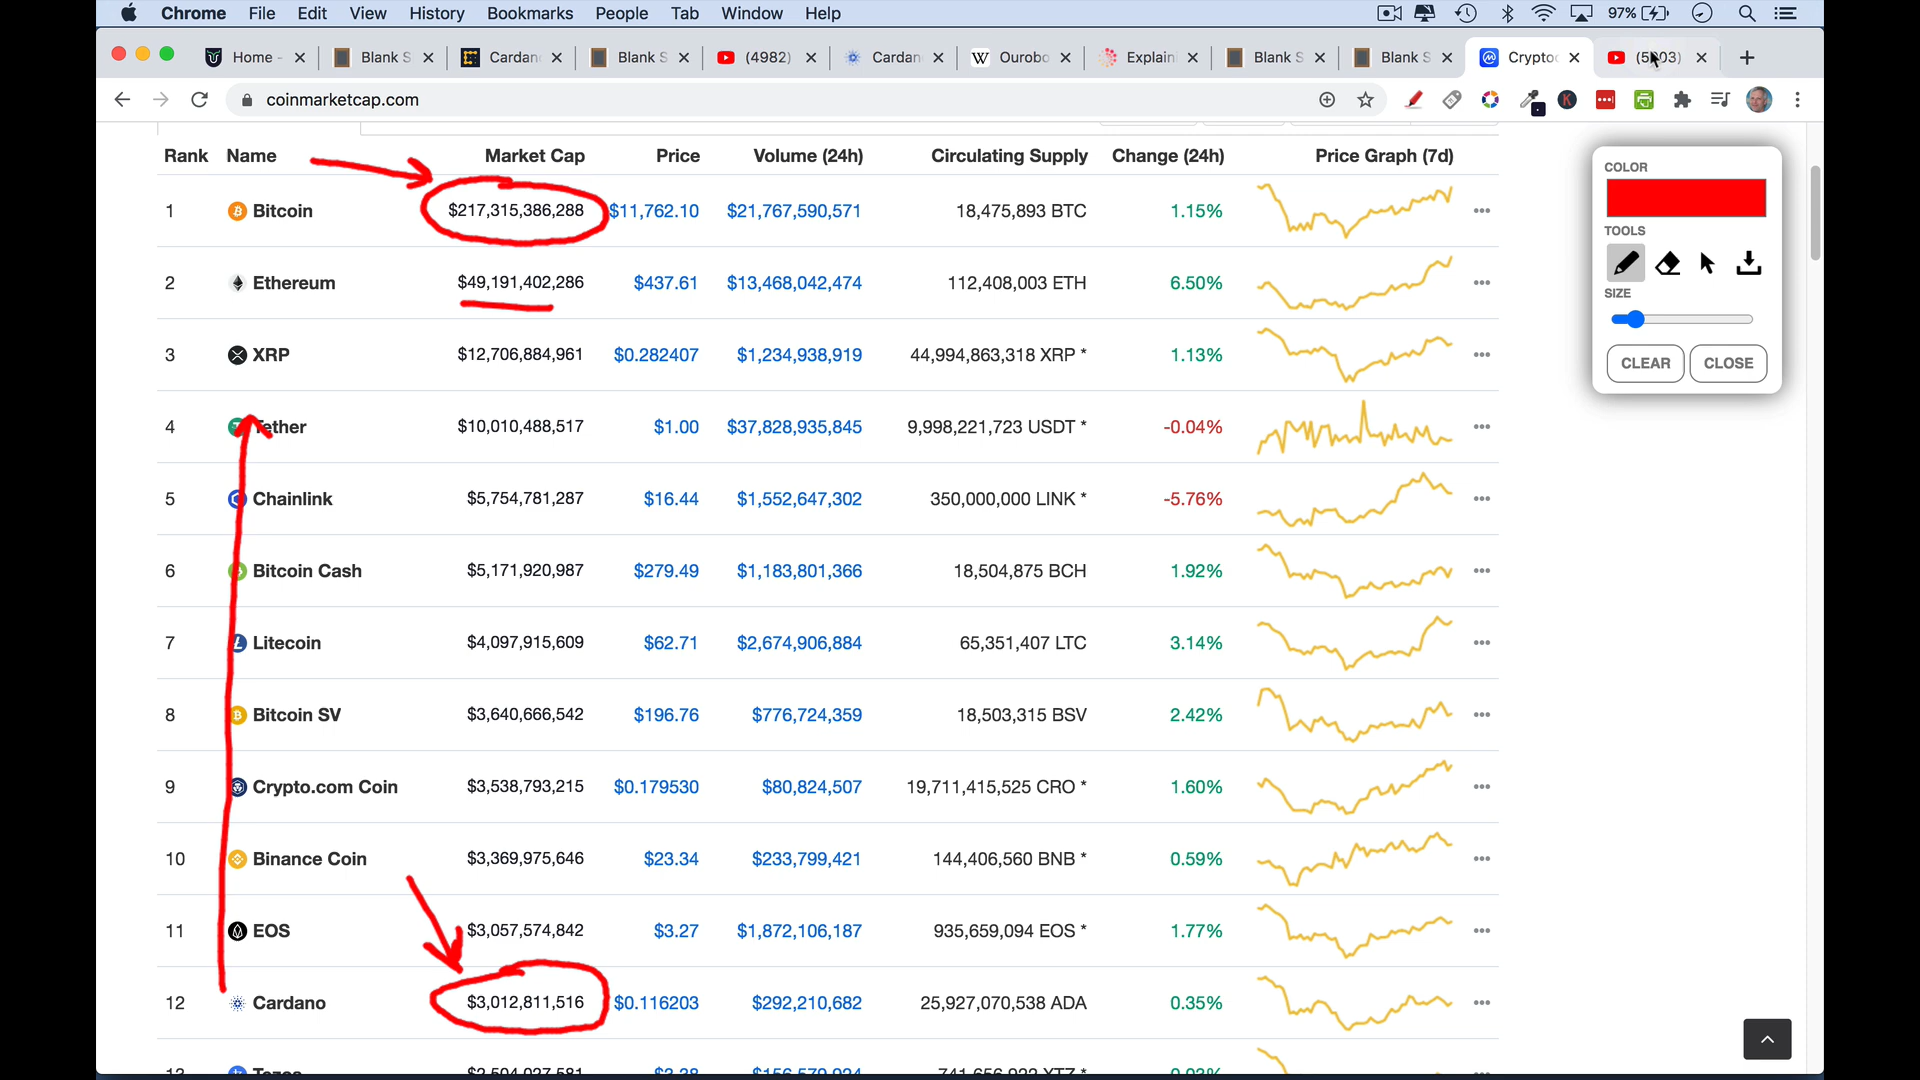 Chrome File Edit View History Bookmarks People Tab Window Help 97%
Home - Blank S Cardan Blank S (4982) Cardan Ourobo Explain Blank S Blank S Cryptoc
coinmarketcap.com
Rank Name Market Cap Price Volume (24h) Circulating Supply Change (24h) Price Graph (7d)
1 Bitcoin $217,315,386,288 $11,762.10 $21,767,590,571 18,475,893 BTC 1.15%
2 Ethereum $49,191,402,286 $437.61 $13,468,042,474 112,408,003 ETH 6.50%
3 XRP $12,706,884,961 $0.282407 $1,234,938,919 44,994,863,318 XRP * 1.13%
4 Tether $10,010,488,517 $1.00 $37,828,935,845 9,998,221,723 USDT * -0.04%
5 Chainlink $5,754,781,287 $16.44 $1,552,647,302 350,000,000 LINK * -5.76%
6 Bitcoin Cash $5,171,920,987 $279.49 $1,183,801,366 18,504,875 BCH 1.92%
7 Litecoin $4,097,915,609 $62.71 $2,674,906,884 65,351,407 LTC 3.14%
8 Bitcoin SV $3,640,666,542 $196.76 $776,724,359 18,503,315 BSV 2.42%
9 Crypto.com Coin $3,538,793,215 $0.179530 $80,824,507 19,711,415,525 CRO * 1.60%
10 Binance Coin $3,369,975,646 $23.34 $233,799,421 144,406,560 BNB * 0.59%
11 EOS $3,057,574,842 $3.27 $1,872,106,187 935,659,094 EOS * 1.77%
12 Cardano $3,012,811,516 $0.116203 $292,210,682 25,927,070,538 ADA 0.35%
COLOR
TOOLS
SIZE
CLEAR CLOSE